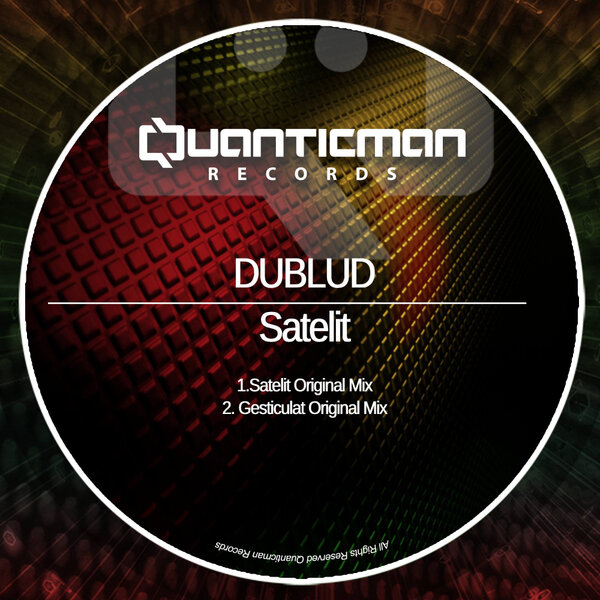 QUANTICMAN
RECORDS
DUBLUD
Satelit
1.Satelit Original Mix
2. Gesticulat Original Mix
All Rights Reserved Quanticman Records